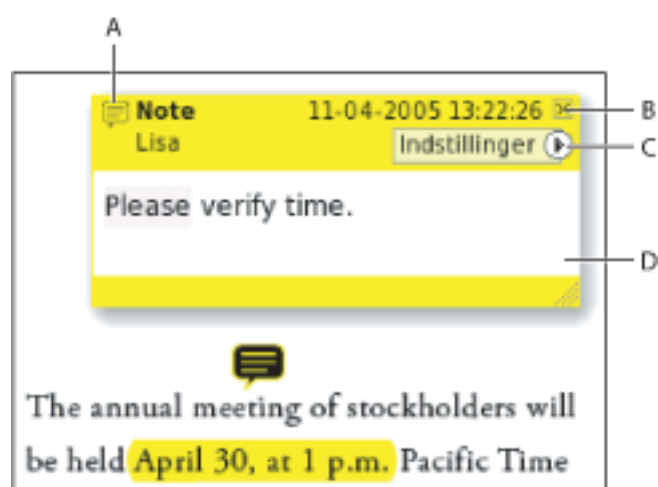 A
Note 11-04-2005 13:22:26 B
Lisa Indstillinger C
Please verify time.
D
The annual meeting of stockholders will
be held April 30, at 1 p.m. Pacific Time